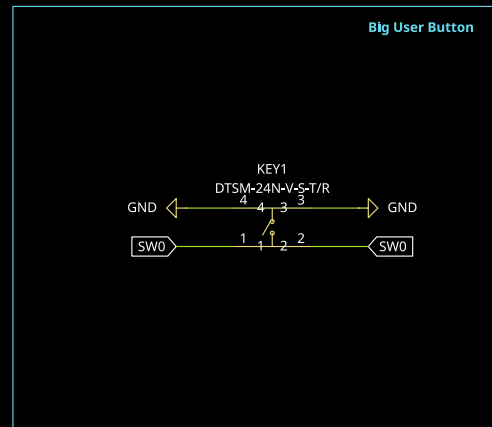 Big User Button
KEY1
DTSM-24N-V-S-T/R
GND 4 4 3 3 GND
SW0 1 1 2 2 SW0